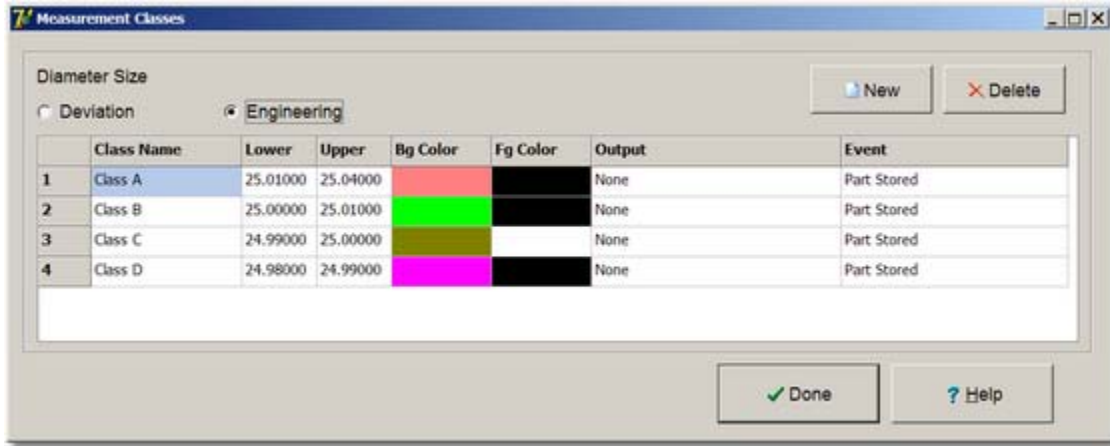 Measurement Classes
Diameter Size
New
Delete
Deviation
Engineering
Class Name Lower Upper Bg Color Fg Color Output Event
1 Class A 25.01000 25.04000 None Part Stored
2 Class B 25.00000 25.01000 None Part Stored
3 Class C 24.99000 25.00000 None Part Stored
4 Class D 24.98000 24.99000 None Part Stored
Done
? Help